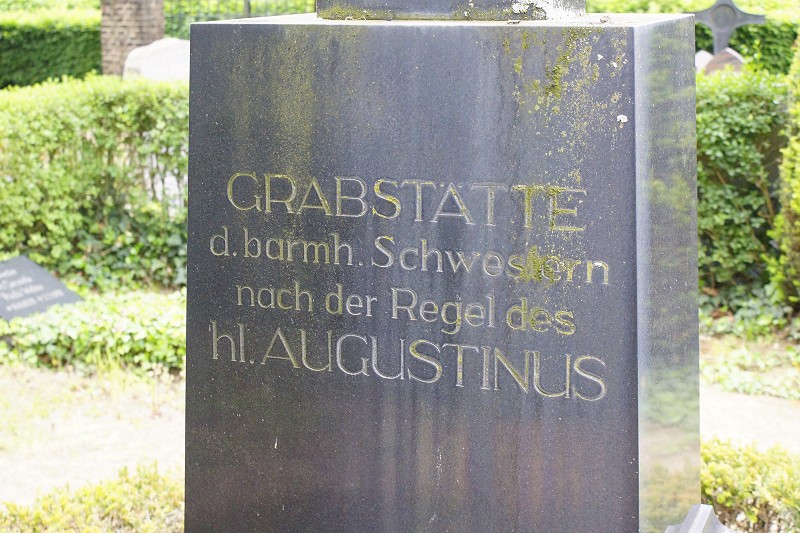 GRABSTÄTTE
d. barmh. Schwestern
nach der Regel des
hl. AUGUSTINUS